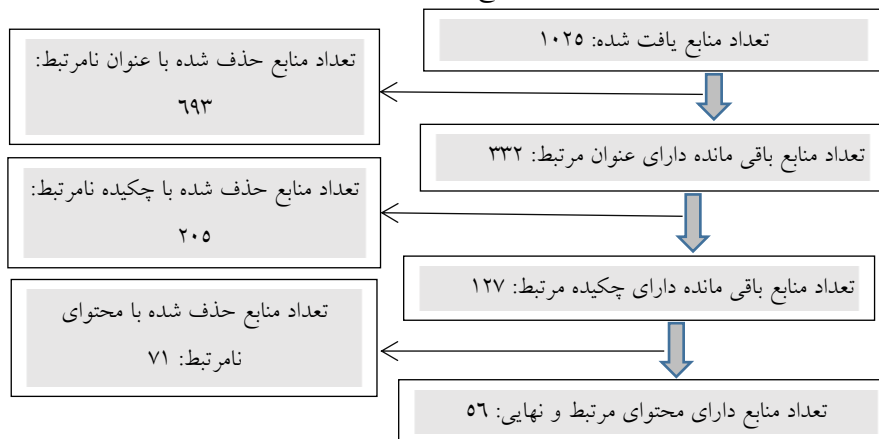 تعداد منابع یافت شده: ۱۰۲۵
تعداد منابع حذف شده با عنوان نامرتبط:
۶۹۳
تعداد منابع باقی مانده دارای عنوان مرتبط: ۳۳۲
تعداد منابع حذف شده با چکیده نامرتبط:
۲۰۵
تعداد منابع باقی مانده دارای چکیده مرتبط: ۱۲۷
تعداد منابع حذف شده با محتوای
نامرتبط: ۷۱
تعداد منابع دارای محتوای مرتبط و نهایی: ۵۶